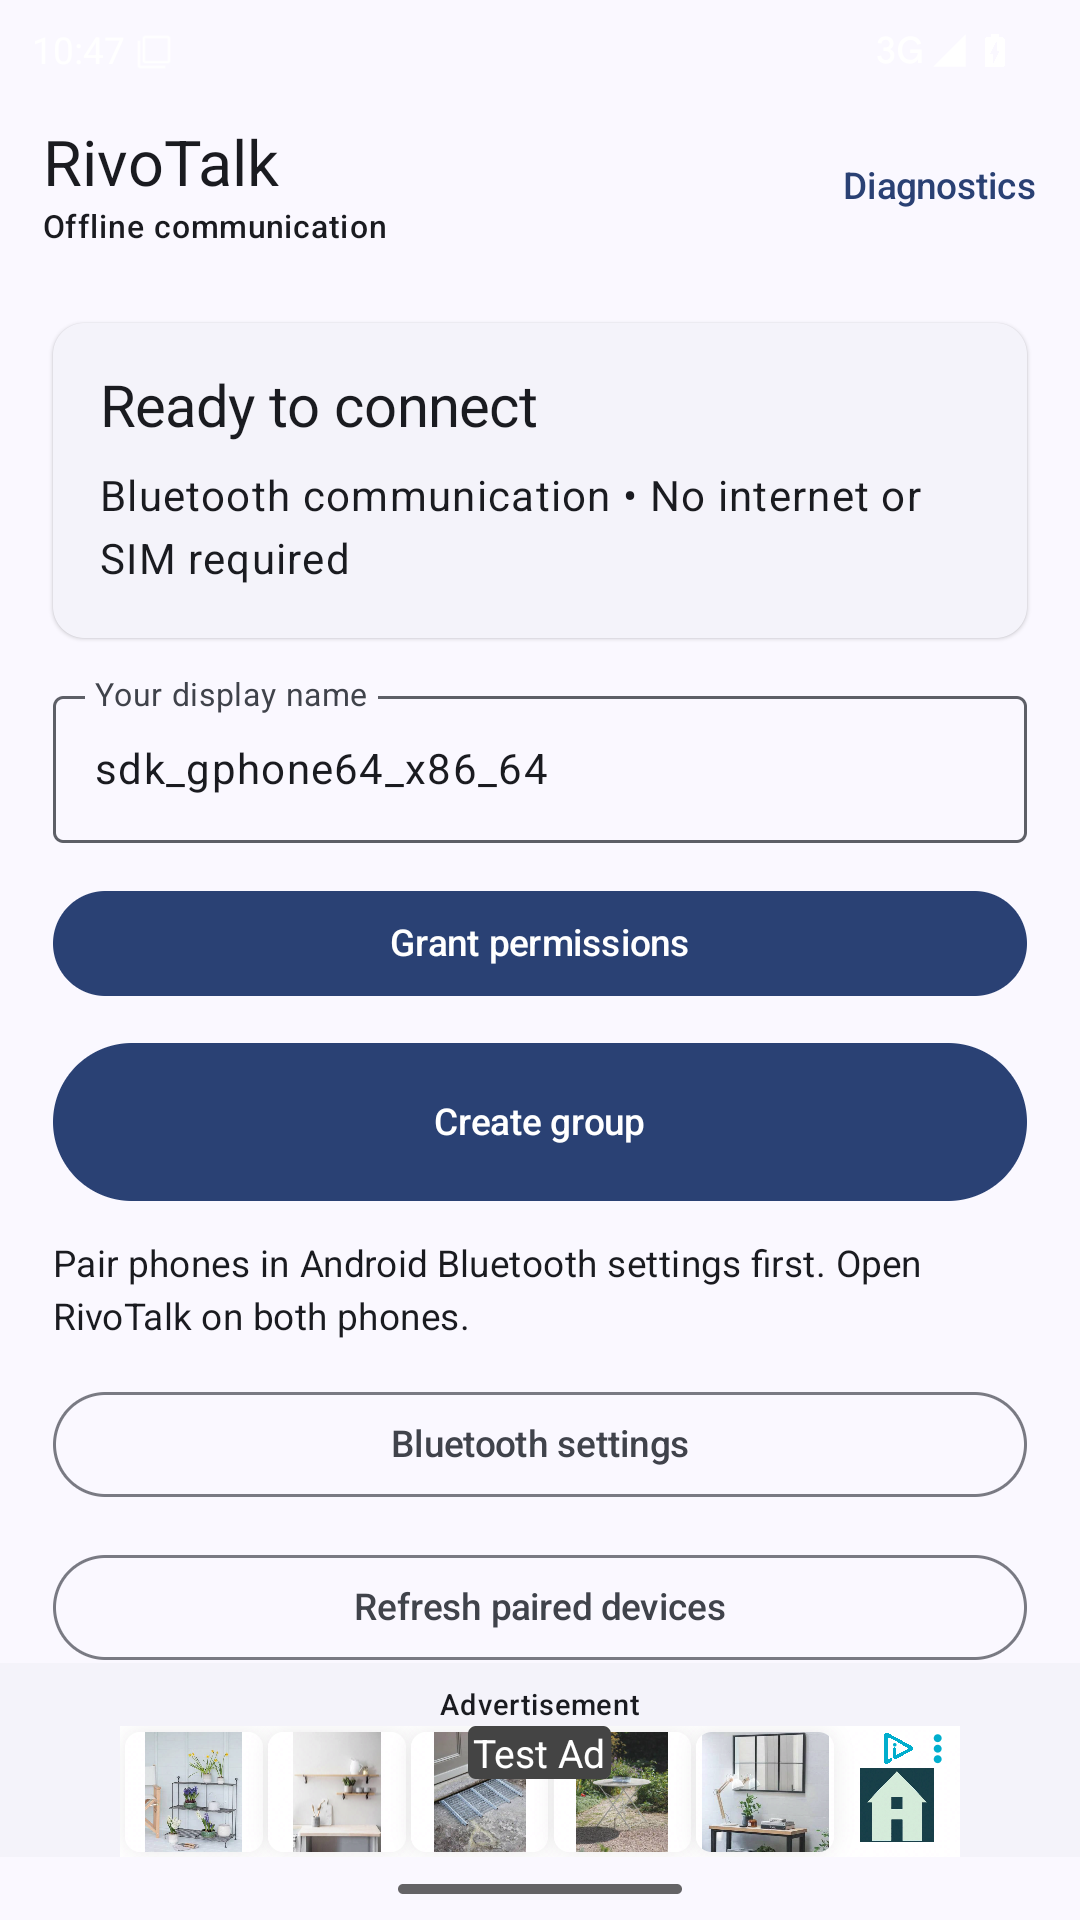 10:47
3G
RivoTalk
Diagnostics
Offline communication
Ready to connect
Bluetooth communication • No internet or
SIM required
Your display name
sdk_gphone64_x86_64
Grant permissions
Create group
Pair phones in Android Bluetooth settings first. Open
RivoTalk on both phones.
Bluetooth settings
Refresh paired devices
Advertisement
Test Ad